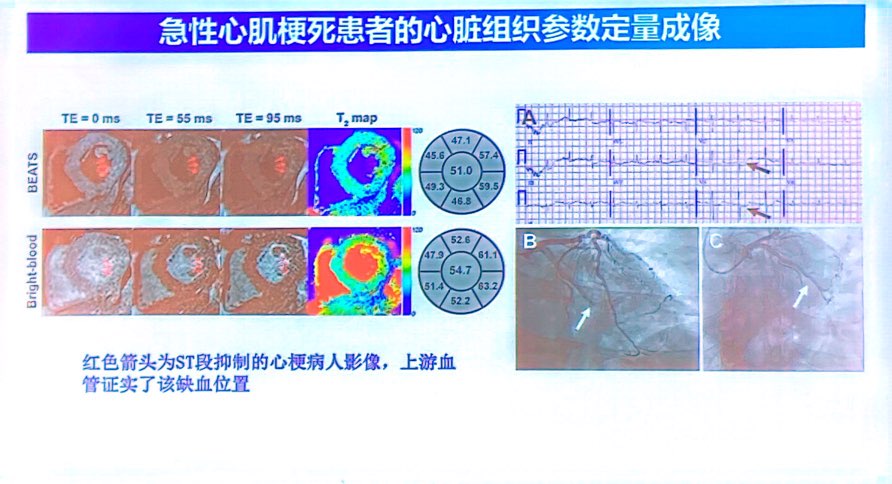 急性心肌梗死患者的心脏组织参数定量成像
TE = 0 ms TE = 55 ms TE = 95 ms T2 map
BEATS
120
0
47.1
45.6 57.4
51.0
49.3 59.5
46.8
Bright-blood
120
0
52.6
47.9 61.1
54.7
51.4 63.2
52.2
A
B C
红色箭头为ST段抑制的心梗病人影像，上游血
管证实了该缺血位置